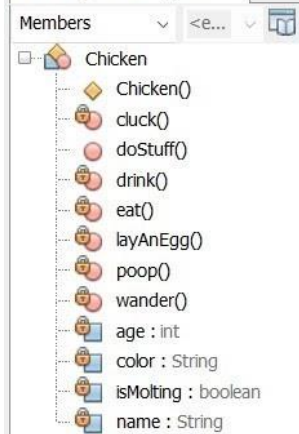 Members <e...
Chicken
Chicken()
cluck()
doStuff()
drink()
eat()
layAnEgg()
poop()
wander()
age : int
color : String
isMolting : boolean
name : String